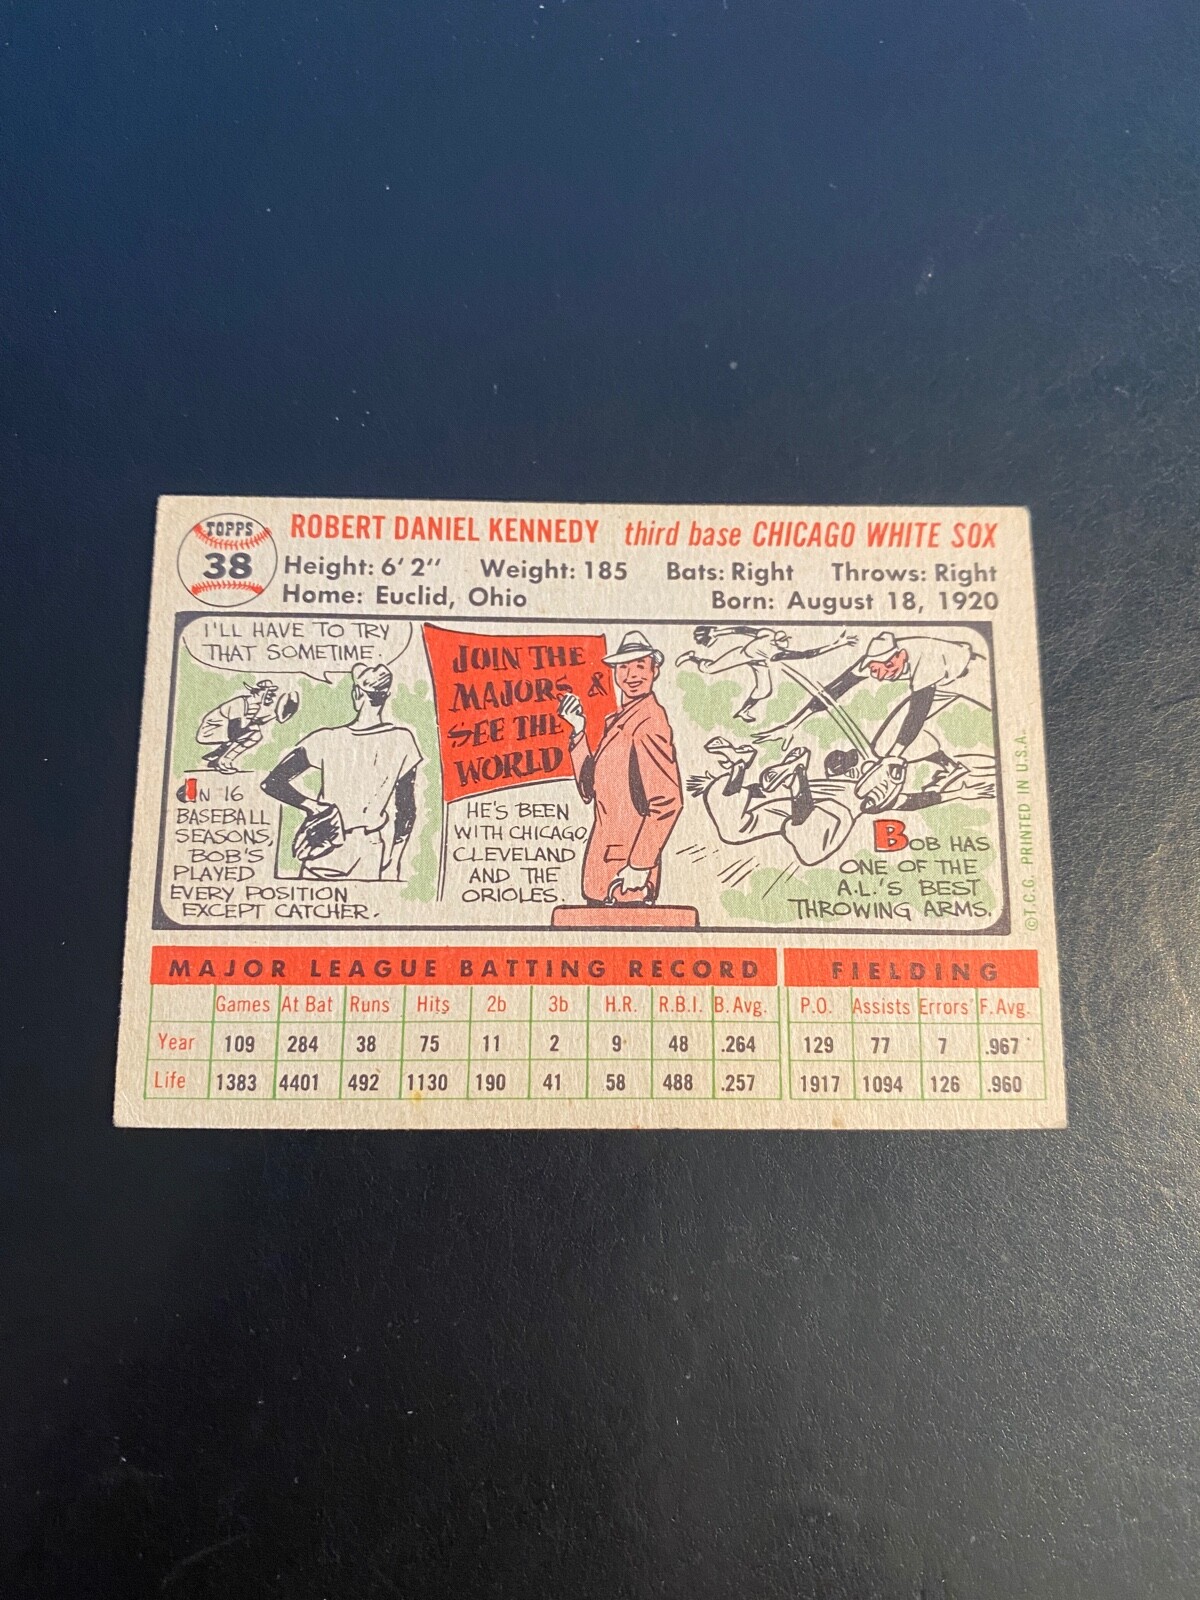 TOPPS
38
ROBERT DANIEL KENNEDY third base CHICAGO WHITE SOX
Height: 6' 2" Weight: 185 Bats: Right Throws: Right
Home: Euclid, Ohio Born: August 18, 1920
I'LL HAVE TO TRY
THAT SOMETIME.
IN 16
BASEBALL
SEASONS,
BOB'S
PLAYED
EVERY POSITION
EXCEPT CATCHER.
JOIN THE
MAJORS &
SEE THE
WORLD
HE'S BEEN
WITH CHICAGO,
CLEVELAND
AND THE
ORIOLES.
BOB HAS
ONE OF THE
A.L.'S BEST
THROWING ARMS.
©T.C.G. PRINTED IN U.S.A.
MAJOR LEAGUE BATTING RECORD FIELDING
Games At Bat Runs Hits 2b 3b H.R. R.B.I. B. Avg. P.O. Assists Errors F. Avg.
Year 109 284 38 75 11 2 9 48 .264 129 77 7 .967
Life 1383 4401 492 1130 190 41 58 488 .257 1917 1094 126 .960